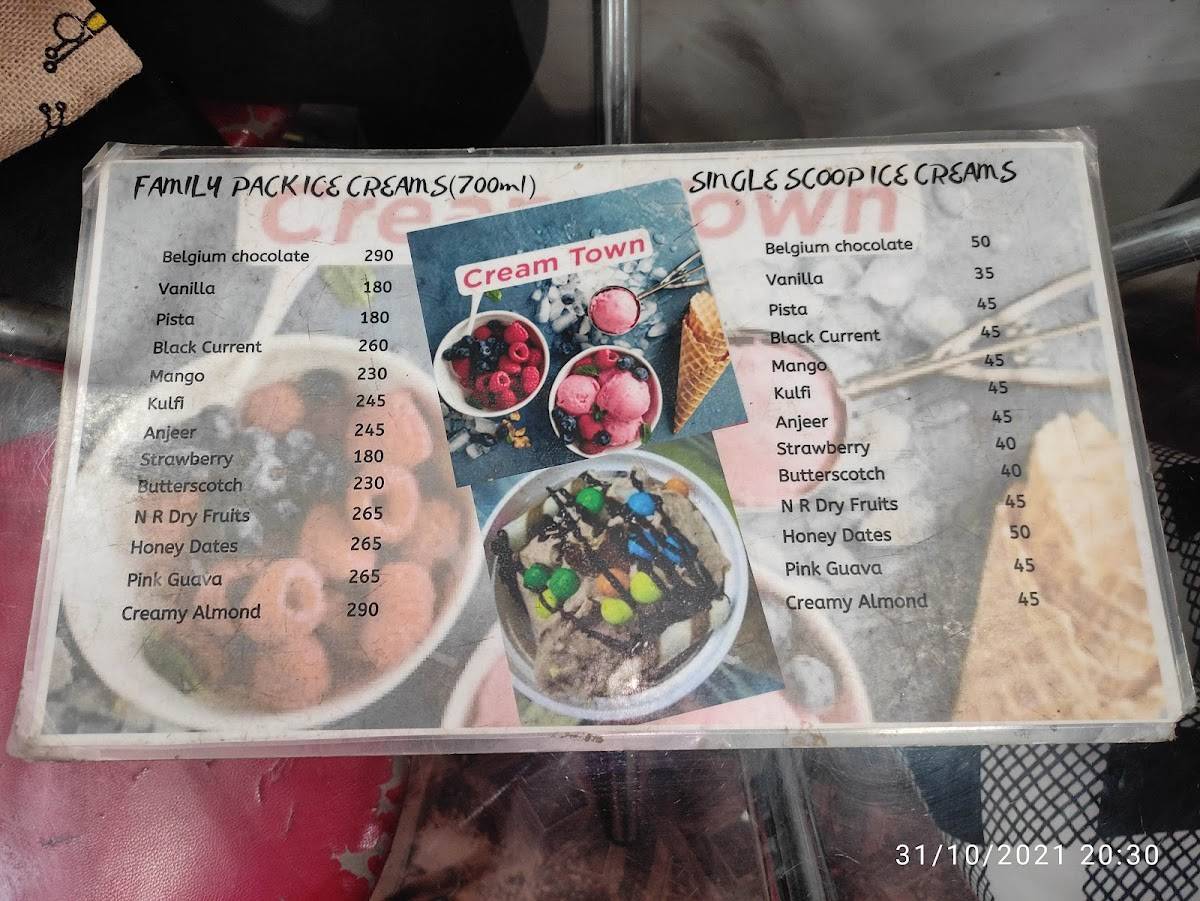 FAMILY PACK ICE CREAMS(700ml)
Belgium chocolate 290
Vanilla 180
Pista 180
Black Current 260
Mango 230
Kulfi 245
Anjeer 245
Strawberry 180
Butterscotch 230
N R Dry Fruits 265
Honey Dates 265
Pink Guava 265
Creamy Almond 290
Cream Town
Cream Town
SINGLE SCOOP ICE CREAMS
Belgium chocolate 50
Vanilla 35
Pista 45
Black Current 45
Mango 45
Kulfi 45
Anjeer 45
Strawberry 40
Butterscotch 40
N R Dry Fruits 45
Honey Dates 50
Pink Guava 45
Creamy Almond 45
31/10/2021 20:30